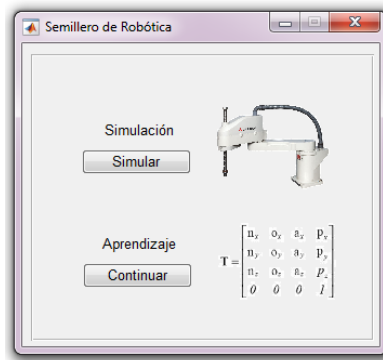 Semillero de Robótica
Simulación
Simular
Aprendizaje
Continuar
T = [ n_x o_x a_x p_x
n_y o_y a_y p_y
n_z o_z a_z p_z
0 0 0 1 ]